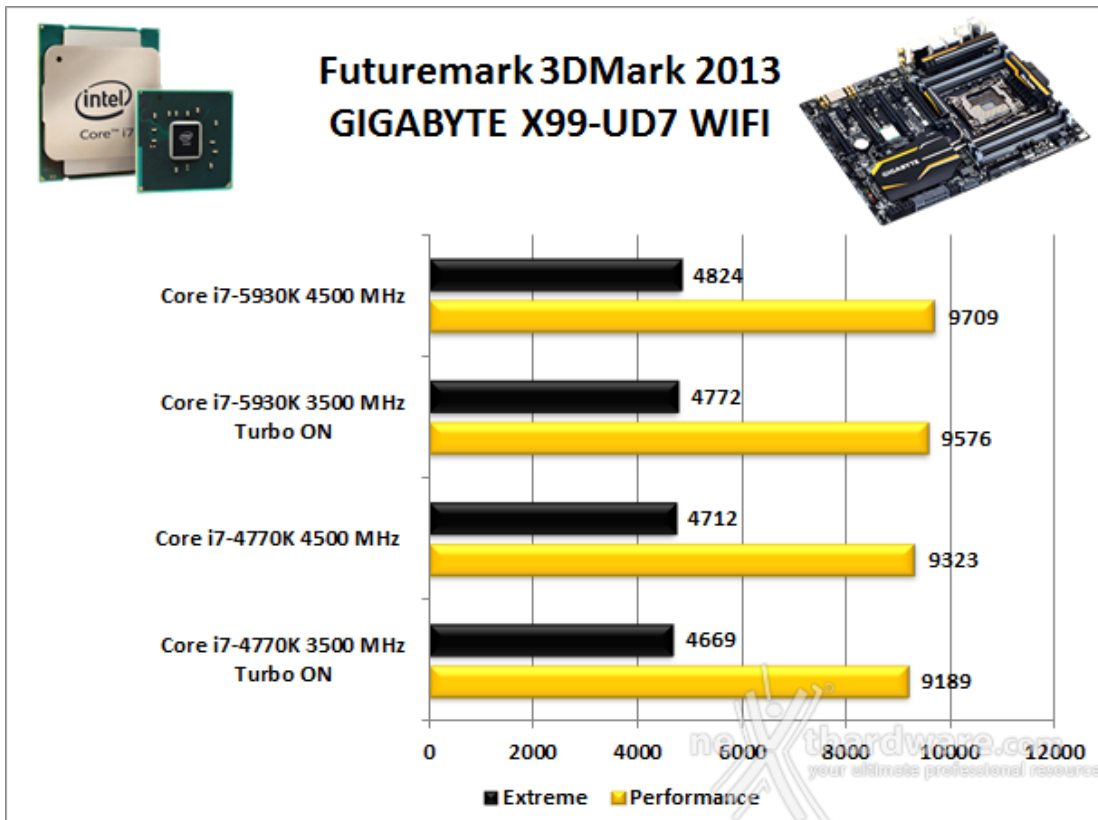 Futuremark 3DMark 2013
GIGABYTE X99-UD7 WIFI
intel
Core™ i7
GIGABYTE
Core i7-5930K 4500 MHz
4824
9709
Core i7-5930K 3500 MHz
Turbo ON
4772
9576
Core i7-4770K 4500 MHz
4712
9323
Core i7-4770K 3500 MHz
Turbo ON
4669
9189
0 2000 4000 6000 8000 10000 12000
nexthardware.com
your ultimate professional resource
Extreme Performance